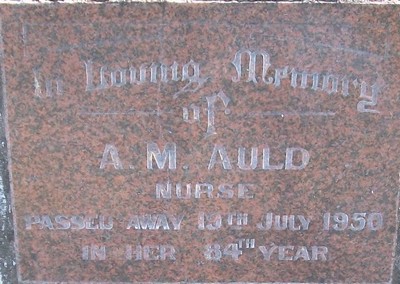 In Loving Memory
of
A. M. AULD
NURSE
PASSED AWAY 13TH JULY 1950
IN HER 84TH YEAR.